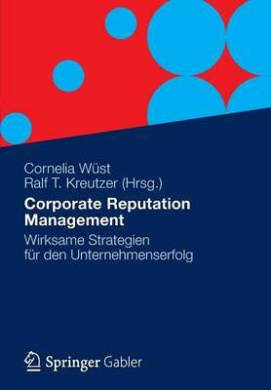 Cornelia Wüst
Ralf T. Kreutzer (Hrsg.)
Corporate Reputation
Management
Wirksame Strategien
für den Unternehmenserfolg
Springer Gabler